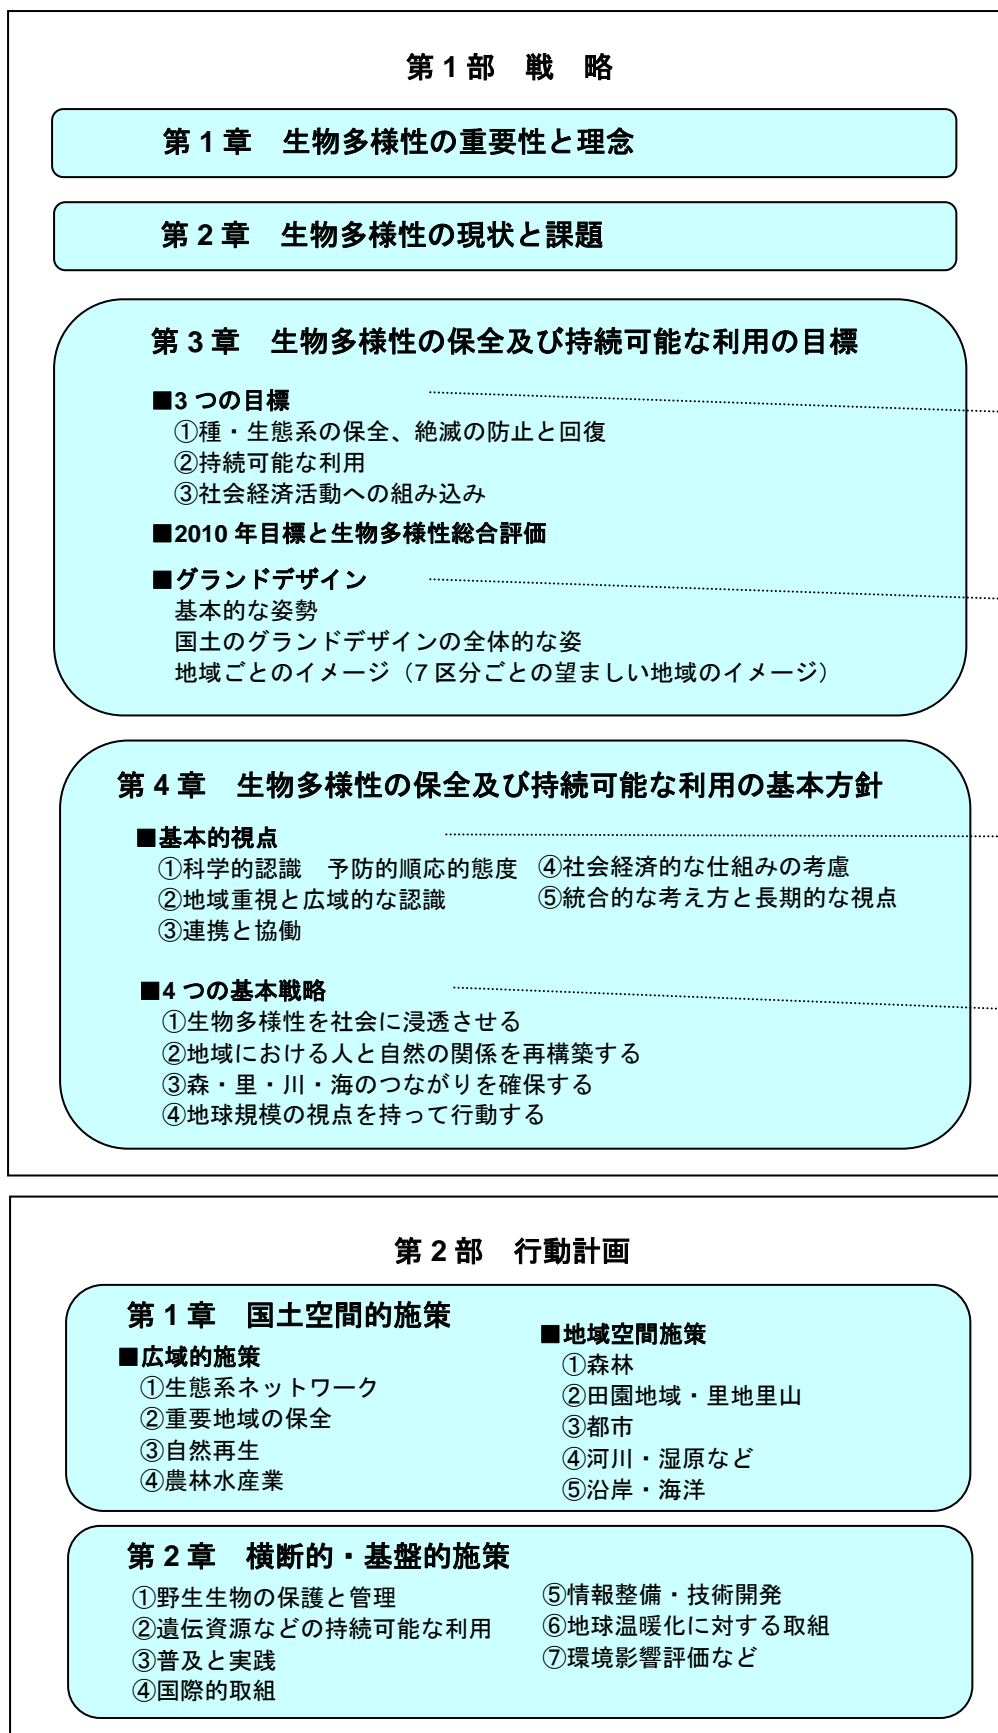 第1部 戦 略
第1章 生物多様性の重要性と理念
第2章 生物多様性の現状と課題
第3章 生物多様性の保全及び持続可能な利用の目標
■3つの目標
①種・生態系の保全、絶滅の防止と回復
②持続可能な利用
③社会経済活動への組み込み
■2010年目標と生物多様性総合評価
■グランドデザイン
基本的な姿勢
国土のグランドデザインの全体的な姿
地域ごとのイメージ（7区分ごとの望ましい地域のイメージ）
第4章 生物多様性の保全及び持続可能な利用の基本方針
■基本的視点
①科学的認識 予防的順応的態度
②地域重視と広域的な認識
③連携と協働
④社会経済的な仕組みの考慮
⑤統合的な考え方と長期的な視点
■4つの基本戦略
①生物多様性を社会に浸透させる
②地域における人と自然の関係を再構築する
③森・里・川・海のつながりを確保する
④地球規模の視点を持って行動する
第2部 行動計画
第1章 国土空間的施策
■広域的施策
①生態系ネットワーク
②重要地域の保全
③自然再生
④農林水産業
■地域空間施策
①森林
②田園地域・里地里山
③都市
④河川・湿原など
⑤沿岸・海洋
第2章 横断的・基盤的施策
①野生生物の保護と管理
②遺伝資源などの持続可能な利用
③普及と実践
④国際的取組
⑤情報整備・技術開発
⑥地球温暖化に対する取組
⑦環境影響評価など